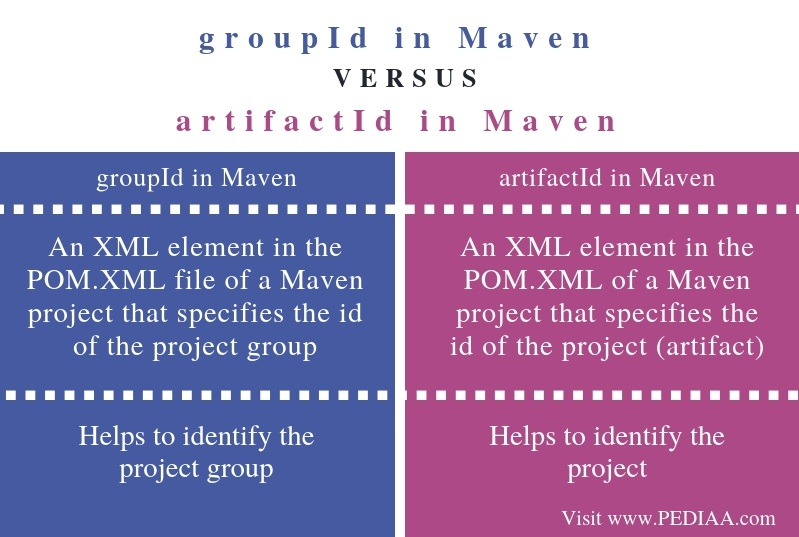 groupId in Maven
VERSUS
artifactId in Maven
groupId in Maven
An XML element in the
POM.XML file of a Maven
project that specifies the id
of the project group
Helps to identify the
project group
artifactId in Maven
An XML element in the
POM.XML of a Maven
project that specifies the
id of the project (artifact)
Helps to identify the
project
Visit www.PEDIAA.com